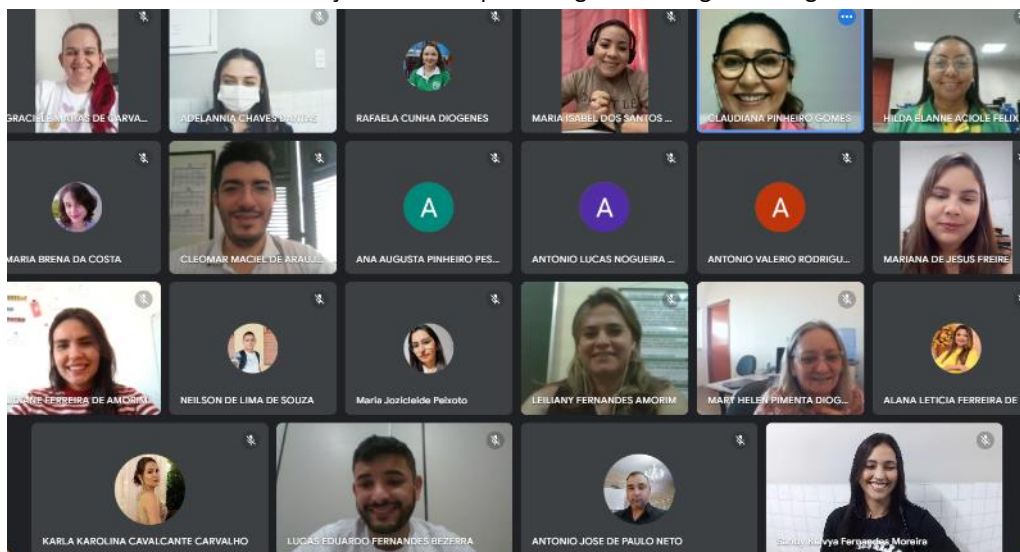 GRACIELE MARIAS DE CARVA...
ADELANNIA CHAVES DANTAS
RAFAELA CUNHA DIOGENES
MARIA ISABEL DOS SANTOS ...
CLAUDIANA PINHEIRO GOMES
HILDA ELANNE ACIOLE FELIX
MARIA BRENA DA COSTA
CLEOMAR MACIEL DE ARAUJ...
A
ANA AUGUSTA PINHEIRO PES...
A
ANTONIO LUCAS NOGUEIRA ...
A
ANTONIO VALERIO RODRIGU...
MARIANA DE JESUS FREIRE
FERREIRA DE AMORIM
NEILSON DE LIMA DE SOUZA
Maria Jozicleide Peixoto
LEILIANY FERNANDES AMORIM
MARY HELEN PIMENTA DIOG...
ALANA LETICIA FERREIRA DE
KARLA KAROLINA CAVALCANTE CARVALHO
LUCAS EDUARDO FERNANDES BEZERRA
ANTONIO JOSE DE PAULO NETO
Fernandes Moreira